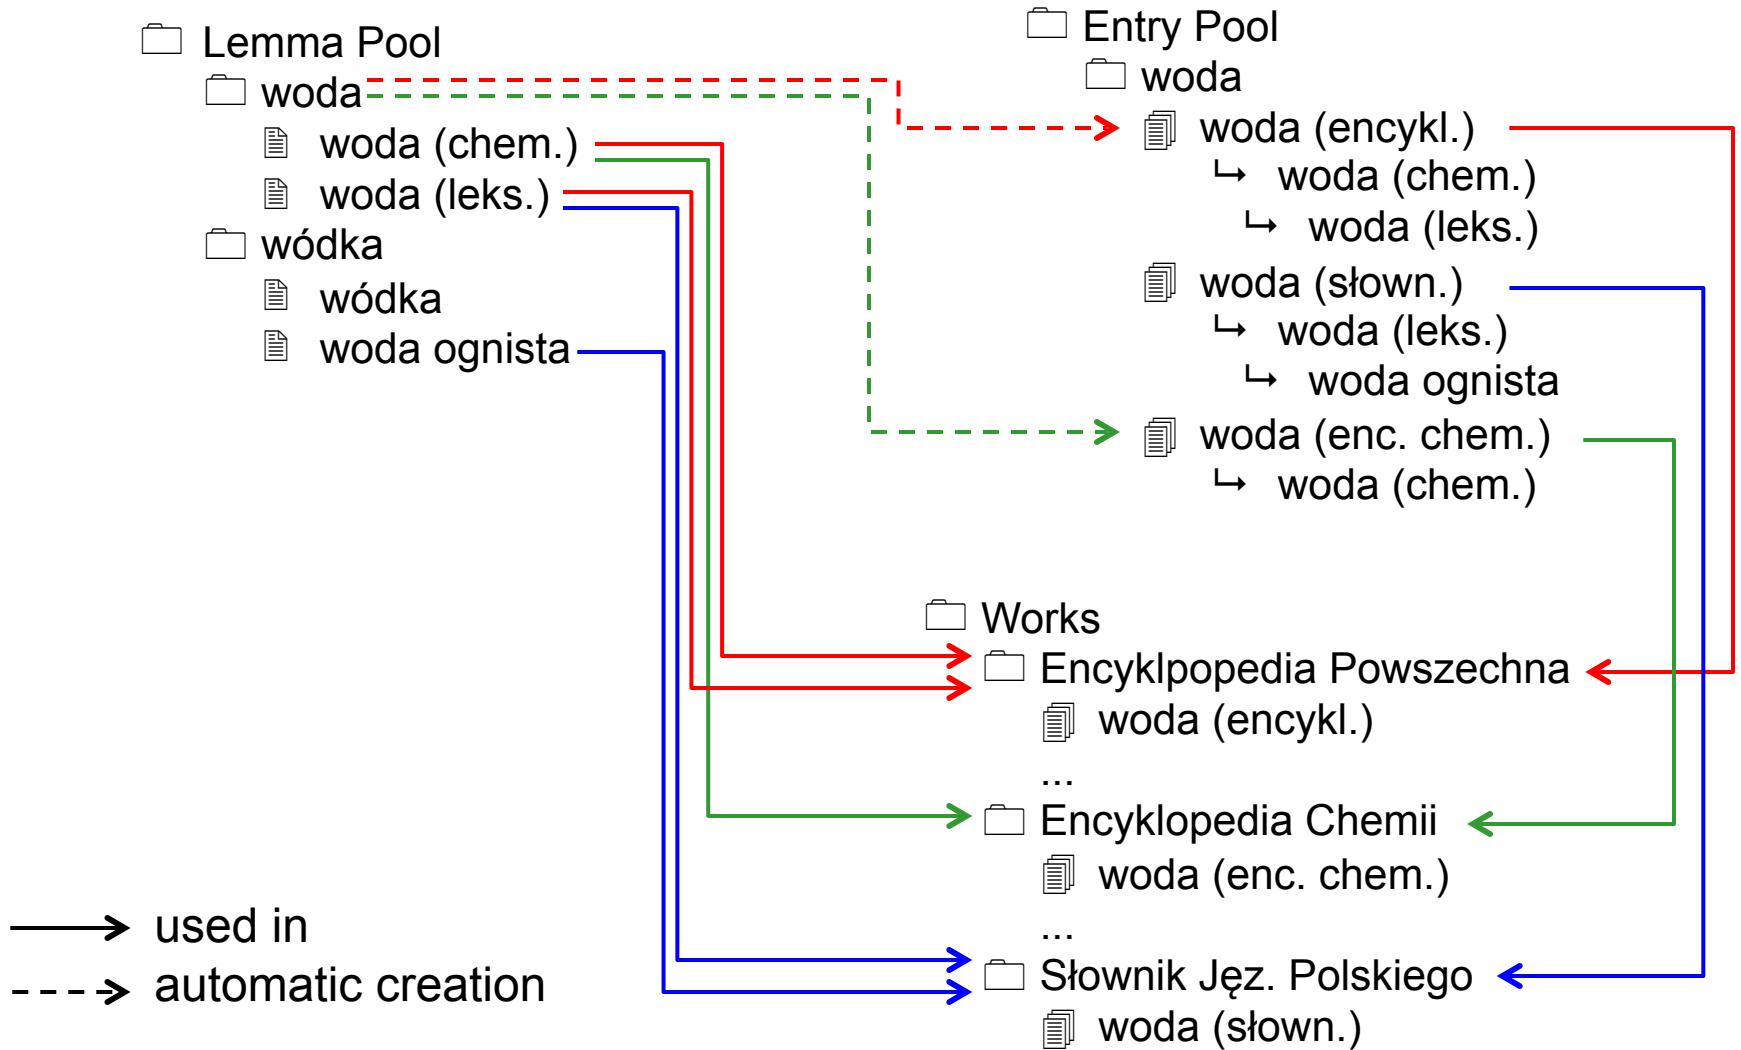 Lemma Pool
woda
woda (chem.)
woda (leks.)
wódka
wódka
woda ognista
Entry Pool
woda
woda (encykl.)
woda (chem.)
woda (leks.)
woda (słown.)
woda (leks.)
woda ognista
woda (enc. chem.)
woda (chem.)
Works
Encyklpopedia Powszechna
woda (encykl.)
...
Encyklopedia Chemii
woda (enc. chem.)
...
Słownik Jęz. Polskiego
woda (słown.)
used in
automatic creation